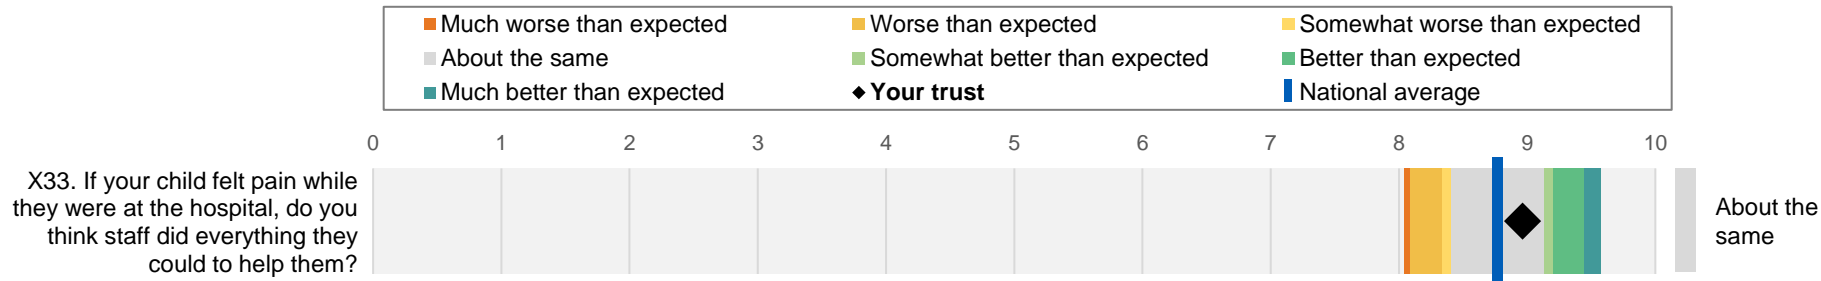 Much worse than expected
Worse than expected
Somewhat worse than expected
About the same
Somewhat better than expected
Better than expected
Much better than expected
Your trust
National average
0 1 2 3 4 5 6 7 8 9 10
X33. If your child felt pain while
they were at the hospital, do you
think staff did everything they
could to help them?
About the
same